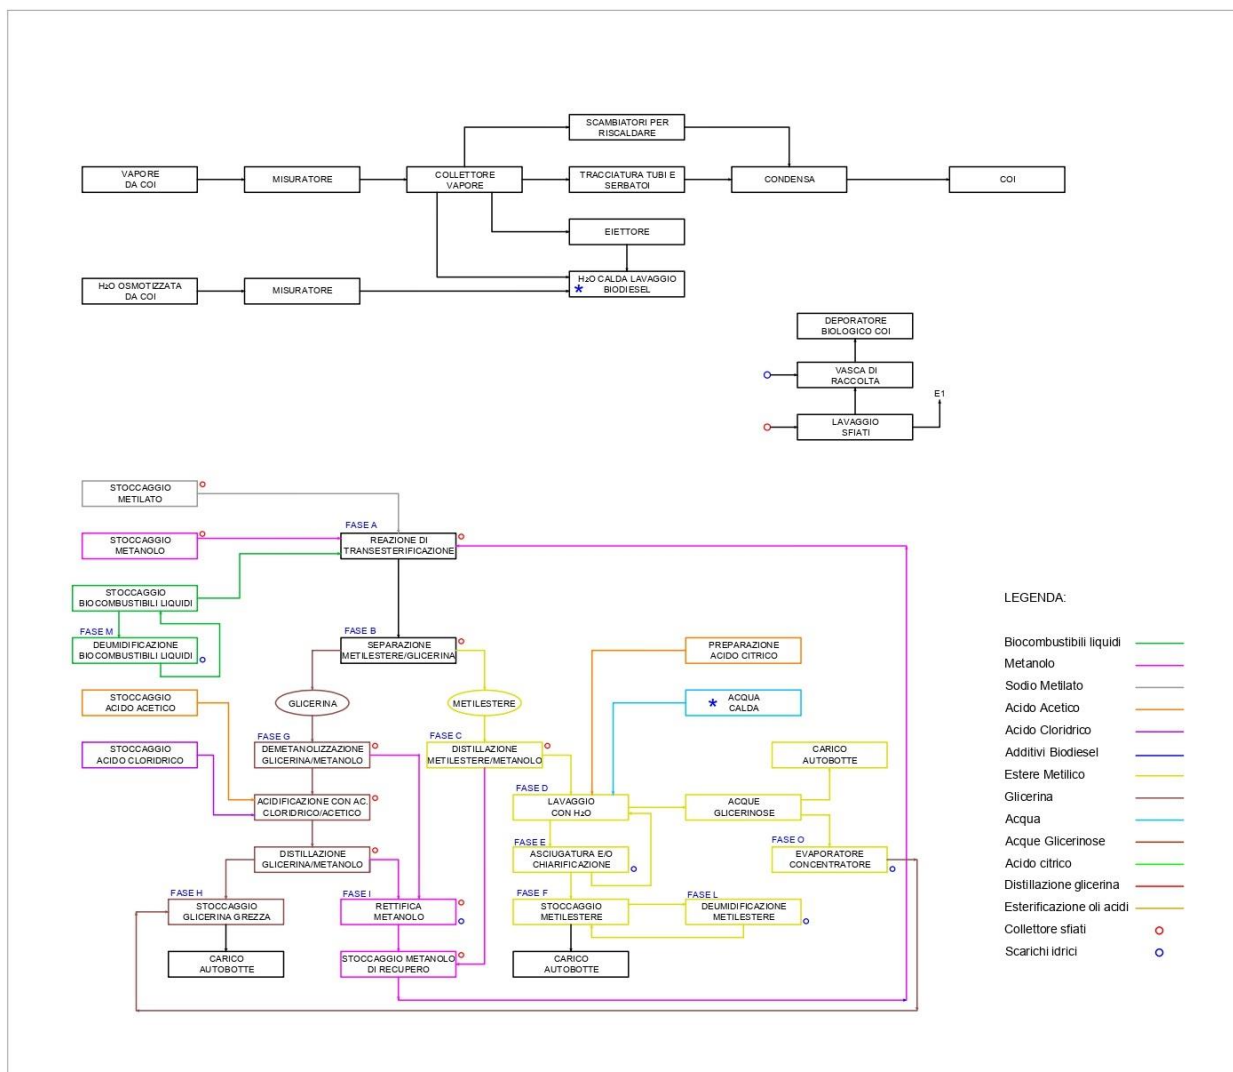 SCAMBIATORI PER
RISCALDARE
VAPORE
DA COI
MISURATORE
COLLETTORE
VAPORE
TRACCIATURA TUBI E
SERBATOI
CONDENSA
COI
EIETTORE
H2O OSMOTIZZATA
DA COI
MISURATORE
H2O CALDA LAVAGGIO
* BIODIESEL
DEPORATORE
BIOLOGICO COI
VASCA DI
RACCOLTA
E1
LAVAGGIO
SFIATI
STOCCAGGIO
METILATO
FASE A
STOCCAGGIO
METANOLO
REAZIONE DI
TRANSESTERIFICAZIONE
STOCCAGGIO
BIOCOMBUSTIBILI LIQUIDI
FASE M
DEUMIDIFICAZIONE
BIOCOMBUSTIBILI LIQUIDI
FASE B
SEPARAZIONE
METILESTERE/GLICERINA
PREPARAZIONE
ACIDO CITRICO
STOCCAGGIO
ACIDO ACETICO
GLICERINA
METILESTERE
* ACQUA
CALDA
STOCCAGGIO
ACIDO CLORIDRICO
FASE G
DEMETANOLIZZAZIONE
GLICERINA/METANOLO
FASE C
DISTILLAZIONE
METILESTERE/METANOLO
CARICO
AUTOBOTTE
ACIDIFICAZIONE CON AC.
CLORIDRICO/ACETICO
FASE D
LAVAGGIO
CON H2O
ACQUE
GLICERINOSE
DISTILLAZIONE
GLICERINA/METANOLO
FASE E
ASCIUGATURA E/O
CHIARIFICAZIONE
FASE O
EVAPORATORE
CONCENTRATORE
FASE H
STOCCAGGIO
GLICERINA GREZZA
FASE I
RETTIFICA
METANOLO
FASE F
STOCCAGGIO
METILESTERE
FASE L
DEUMIDIFICAZIONE
METILESTERE
CARICO
AUTOBOTTE
STOCCAGGIO METANOLO
DI RECUPERO
CARICO
AUTOBOTTE
LEGENDA:
Biocombustibili liquidi
Metanolo
Sodio Metilato
Acido Acetico
Acido Cloridrico
Additivi Biodiesel
Estere Metilico
Glicerina
Acqua
Acque Glicerinose
Acido citrico
Distillazione glicerina
Esterificazione oli acidi
Collettore sfiati
Scarichi idrici